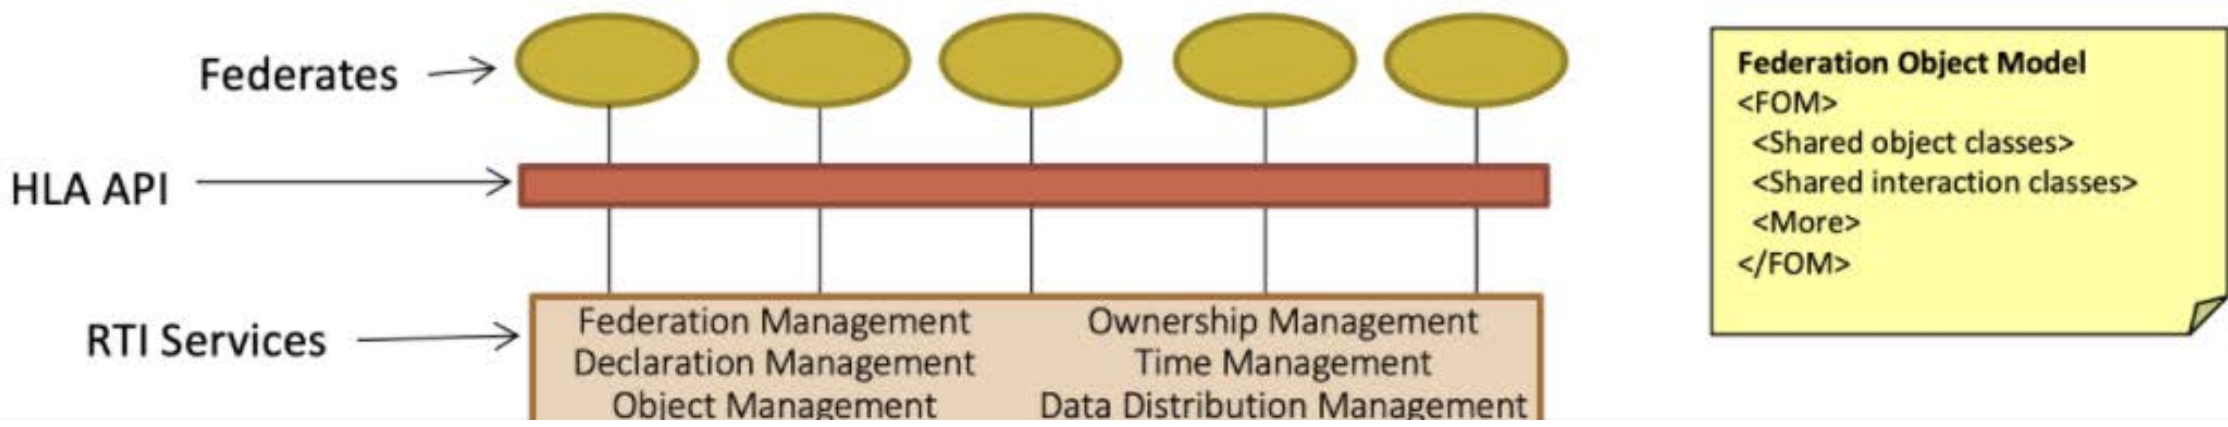 Federates
HLA API
RTI Services
Federation Management
Declaration Management
Object Management
Ownership Management
Time Management
Data Distribution Management
Federation Object Model
<FOM>
<Shared object classes>
<Shared interaction classes>
<More>
</FOM>